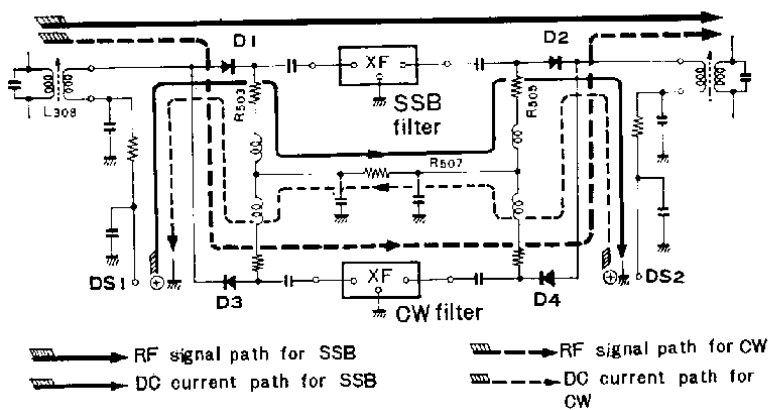 D1
D2
XF
L308
R503
SSB
filter
R505
R507
DS1
D3
XF
D4
DS2
CW filter
RF signal path for SSB
DC current path for SSB
RF signal path for CW
DC current path for
CW